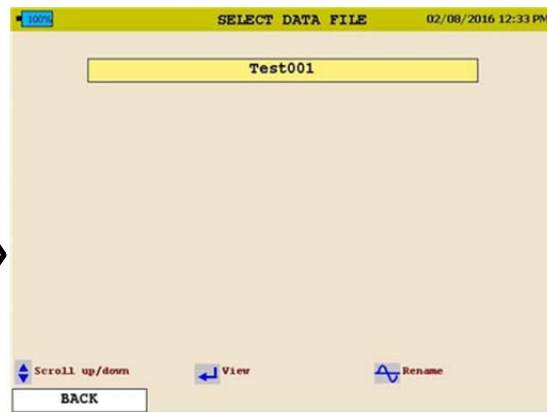 100% SELECT DATA FILE 02/08/2016 12:33 PM
Test001
Scroll up/down View Rename
BACK